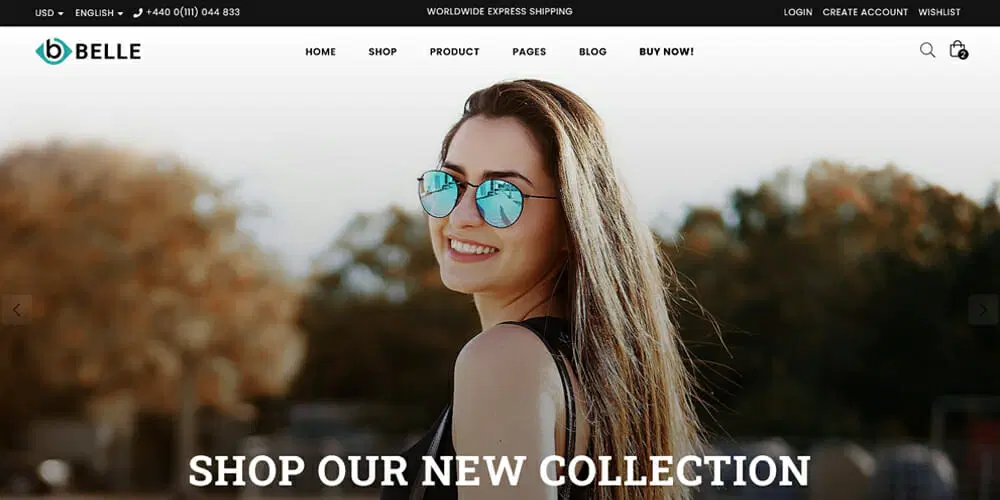 USD ENGLISH +440 0(111) 044 833 WORLDWIDE EXPRESS SHIPPING LOGIN CREATE ACCOUNT WISHLIST
b BELLE HOME SHOP PRODUCT PAGES BLOG BUY NOW! 2
SHOP OUR NEW COLLECTION